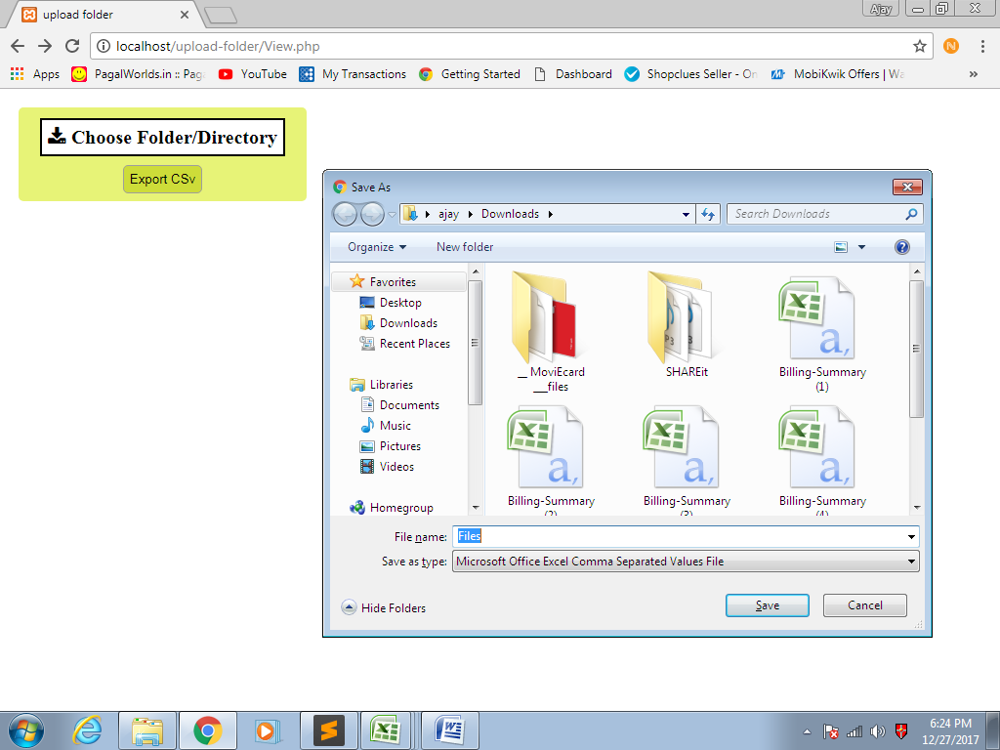 upload folder
Ajay
localhost/upload-folder/View.php
Apps
PagalWorlds.in :: Pag
YouTube
My Transactions
Getting Started
Dashboard
Shopclues Seller - On
MobiKwik Offers | Wa
»
Choose Folder/Directory
Export CSv
Save As
ajay
Downloads
Search Downloads
Organize
New folder
Favorites
Desktop
Downloads
Recent Places
Libraries
Documents
Music
Pictures
Videos
Homegroup
__ MoviEcard
___files
SHAREit
Billing-Summary
(1)
Billing-Summary
(2)
Billing-Summary
(3)
Billing-Summary
(4)
File name:
Files
Save as type:
Microsoft Office Excel Comma Separated Values File
Hide Folders
Save
Cancel
6:24 PM
12/27/2017